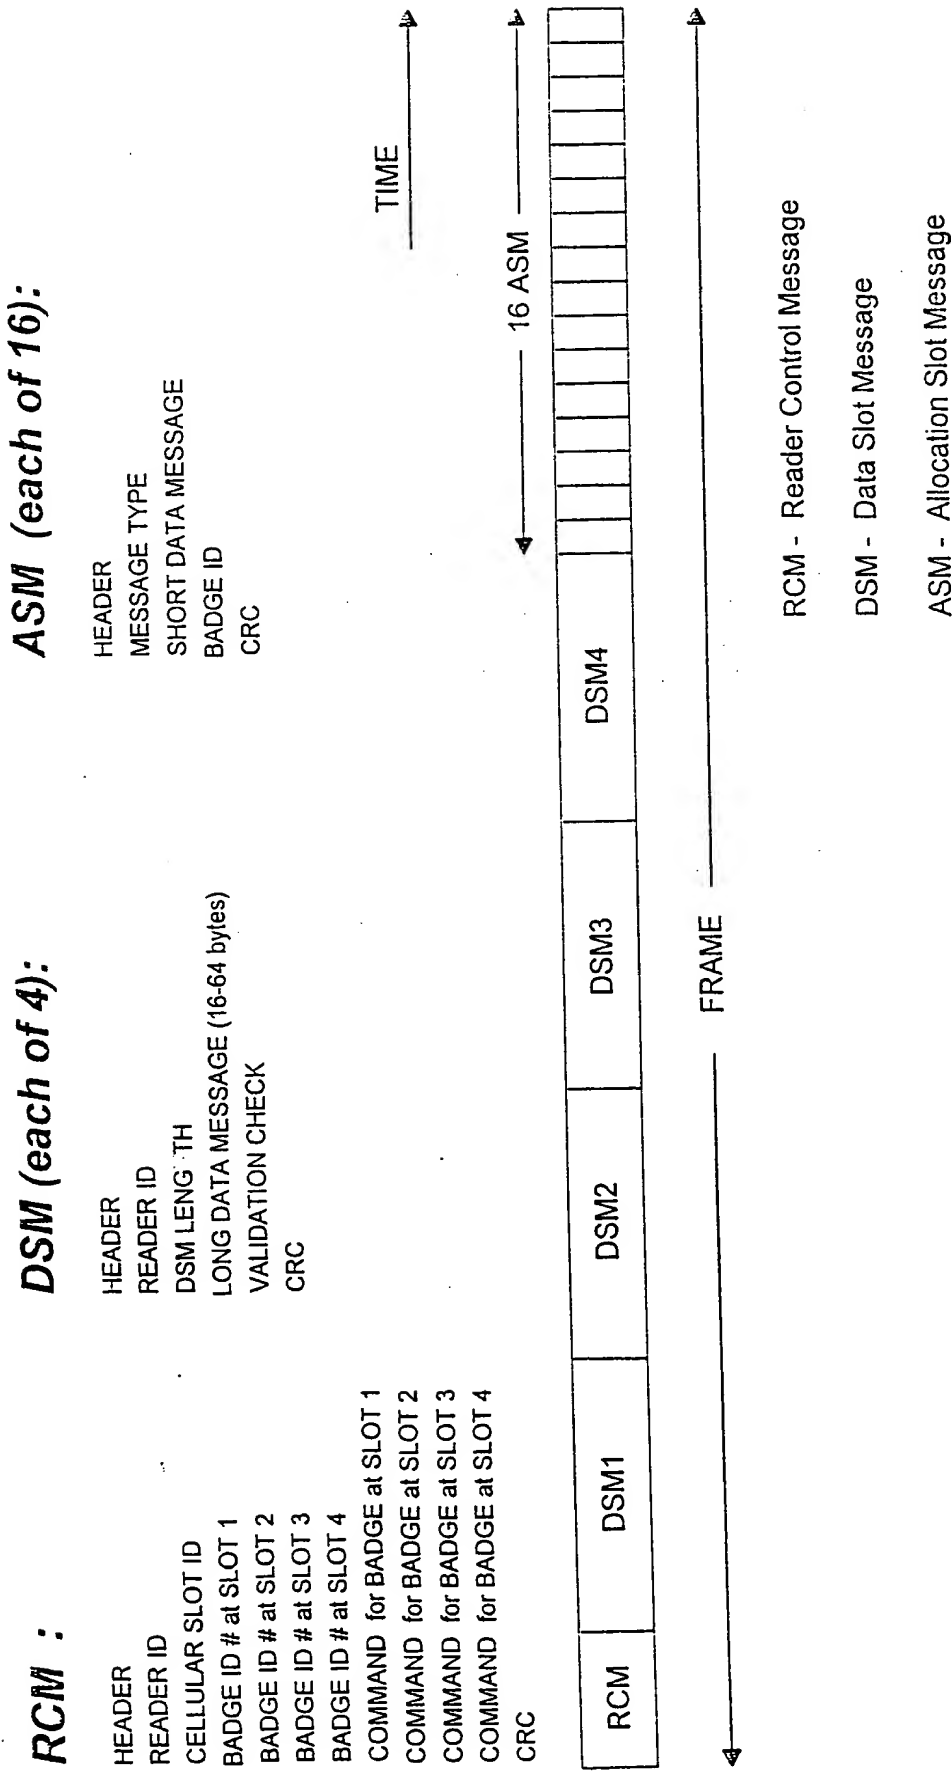 RCM :
HEADER
READER ID
CELLULAR SLOT ID
BADGE ID # at SLOT 1
BADGE ID # at SLOT 2
BADGE ID # at SLOT 3
BADGE ID # at SLOT 4
COMMAND for BADGE at SLOT 1
COMMAND for BADGE at SLOT 2
COMMAND for BADGE at SLOT 3
COMMAND for BADGE at SLOT 4
CRC
DSM (each of 4):
HEADER
READER ID
DSM LENG TH
LONG DATA MESSAGE (16-64 bytes)
VALIDATION CHECK
CRC
ASM (each of 16):
HEADER
MESSAGE TYPE
SHORT DATA MESSAGE
BADGE ID
CRC
TIME
16 ASM
RCM
DSM1
DSM2
DSM3
DSM4
FRAME
RCM - Reader Control Message
DSM - Data Slot Message
ASM - Allocation Slot Message